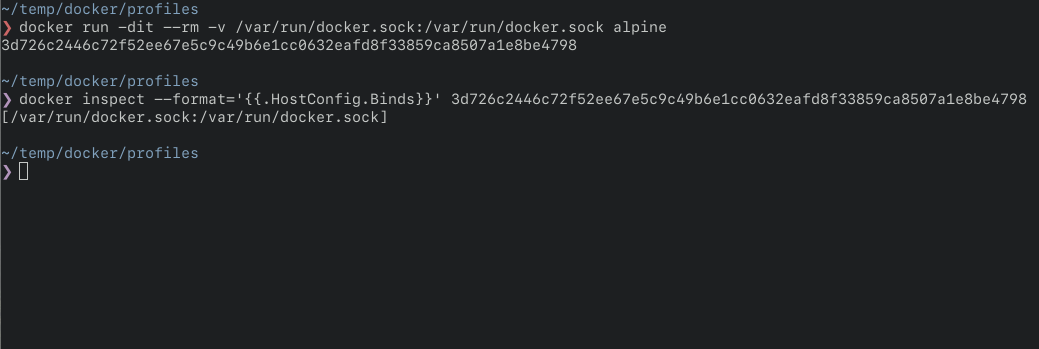 ~/temp/docker/profiles
❯ docker run -dit --rm -v /var/run/docker.sock:/var/run/docker.sock alpine
3d726c2446c72f52ee67e5c9c49b6e1cc0632eafd8f33859ca8507a1e8be4798
~/temp/docker/profiles
❯ docker inspect --format='{{.HostConfig.Binds}}' 3d726c2446c72f52ee67e5c9c49b6e1cc0632eafd8f33859ca8507a1e8be4798
[/var/run/docker.sock:/var/run/docker.sock]
~/temp/docker/profiles
❯